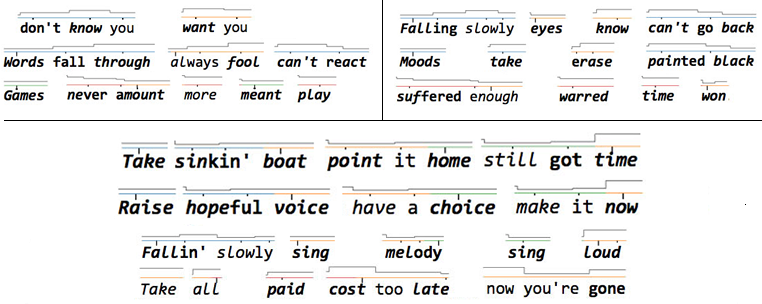 don't know you want you
Words fall through always fool can't react
Games never amount more meant play
Falling slowly eyes know can't go back
Moods take erase painted black
suffered enough warred time won
Take sinkin' boat point it home still got time
Raise hopeful voice have a choice make it now
Fallin' slowly sing melody sing loud
Take all paid cost too late now you're gone